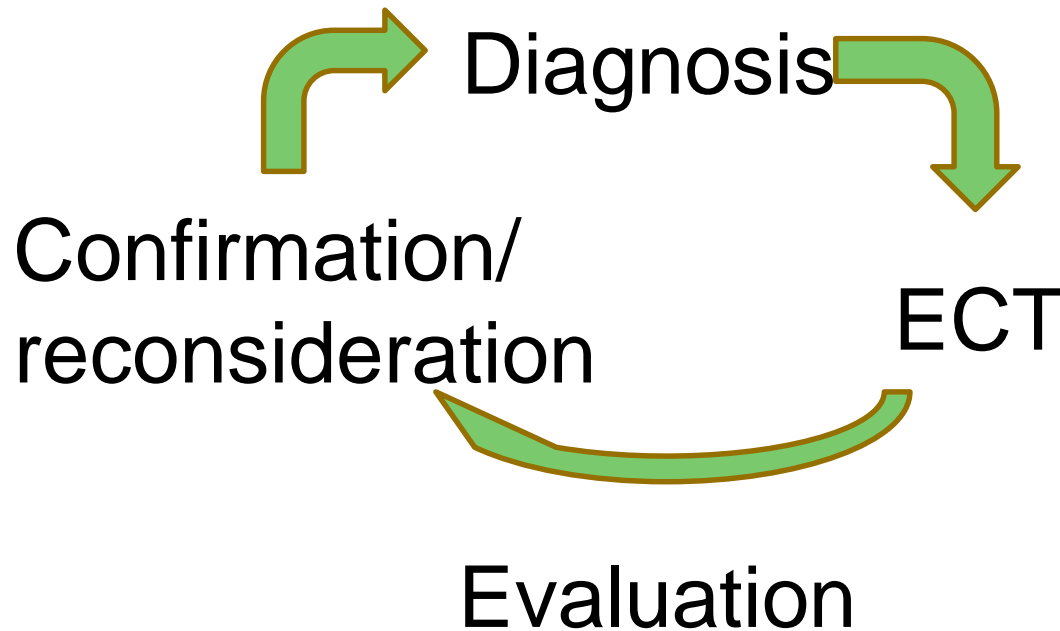 Diagnosis
Confirmation/
reconsideration
ECT
Evaluation